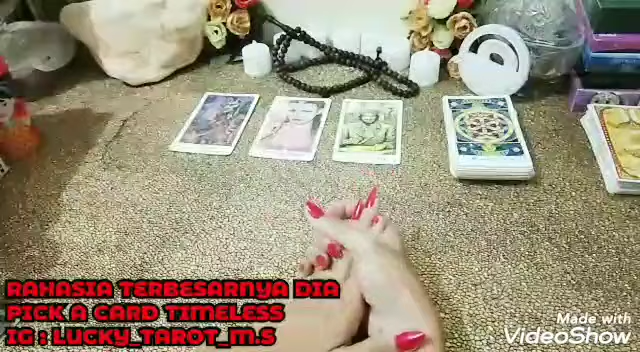 RAHASIA TERBESARNYA DIA
PICK A CARD TIMELESS
IG : LUCKY_TAROT_M.S
Made with
VideoShow